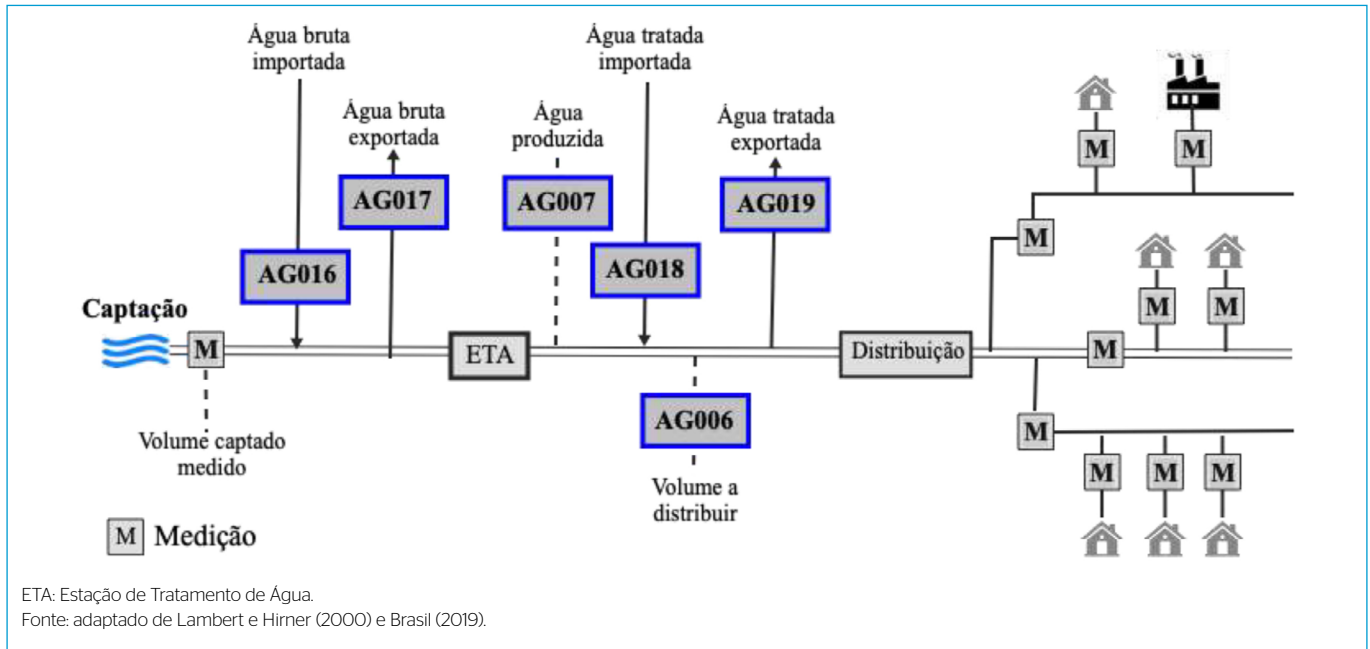 Água bruta
importada
Água bruta
exportada
Água
produzida
Água tratada
importada
Água tratada
exportada
AG016
AG017
AG007
AG018
AG019
M
M
M
M
M
Captação
M
ETA
Distribuição
M
AG006
M
M
M
M
Volume captado
medido
Volume a
distribuir
M Medição
ETA: Estação de Tratamento de Água.
Fonte: adaptado de Lambert e Hirner (2000) e Brasil (2019).